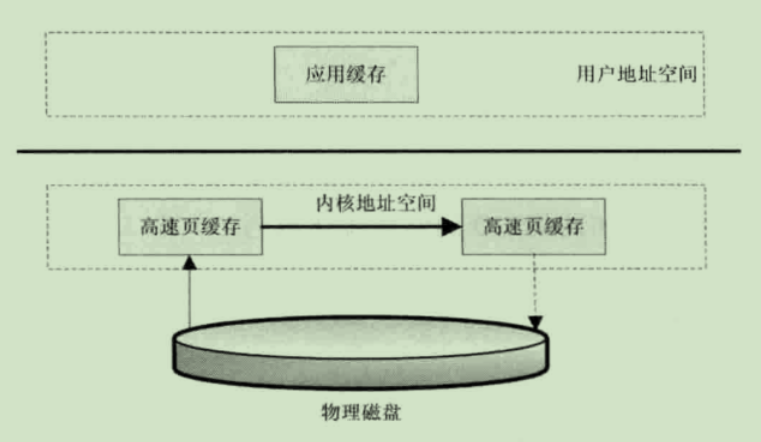 应用缓存
用户地址空间
内核地址空间
高速页缓存
高速页缓存
物理磁盘